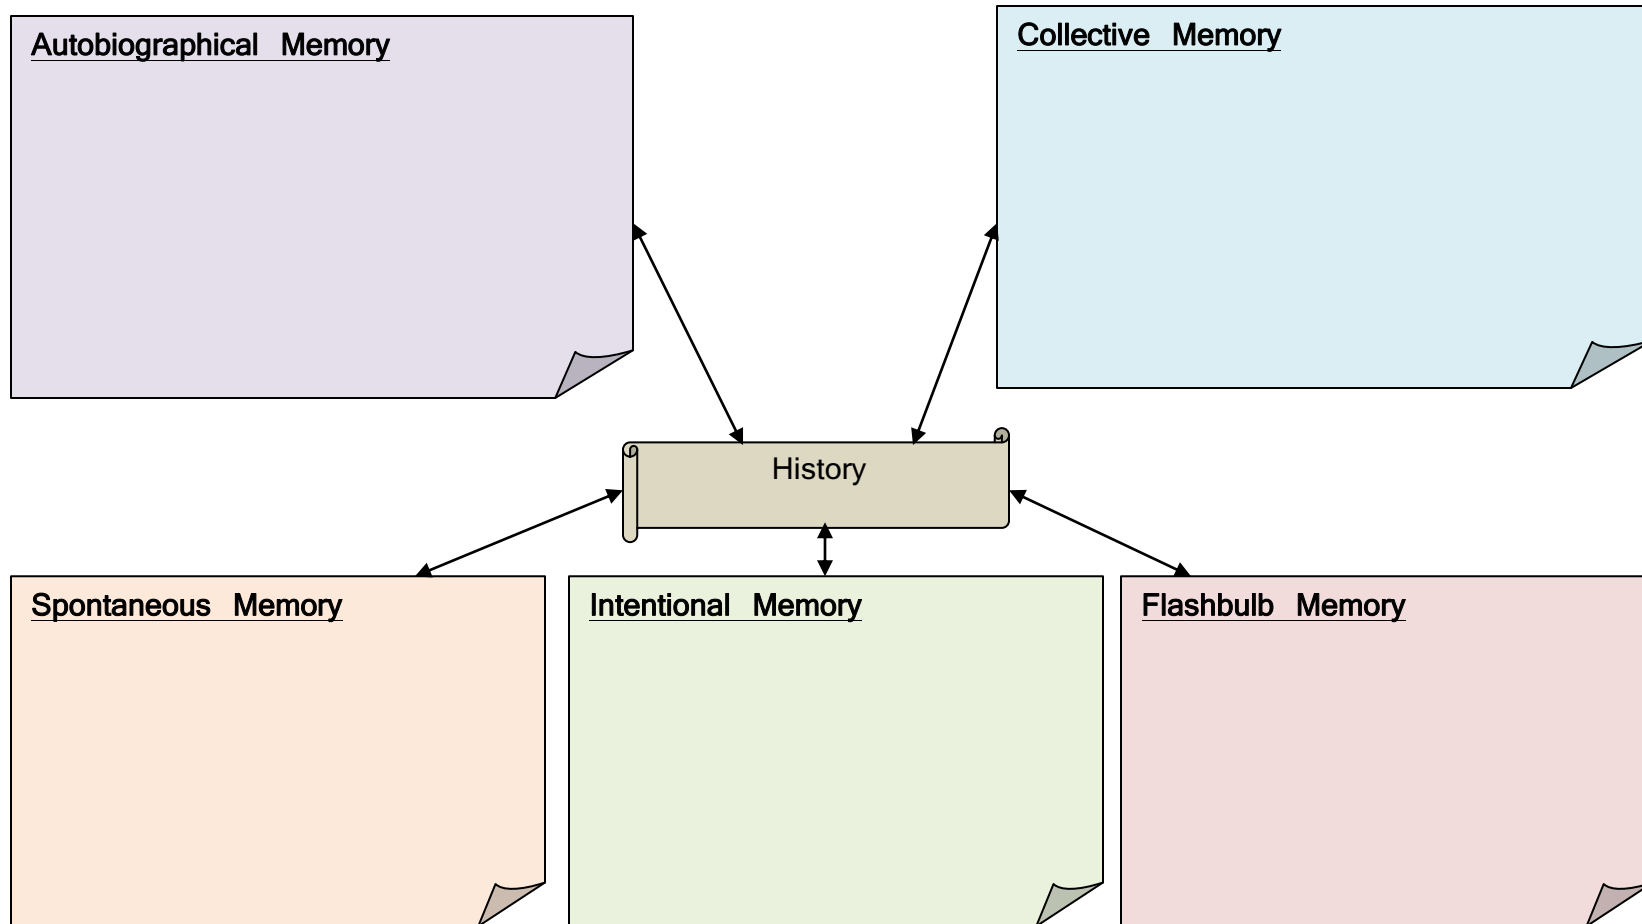 Autobiographical Memory
Collective Memory
History
Spontaneous Memory
Intentional Memory
Flashbulb Memory